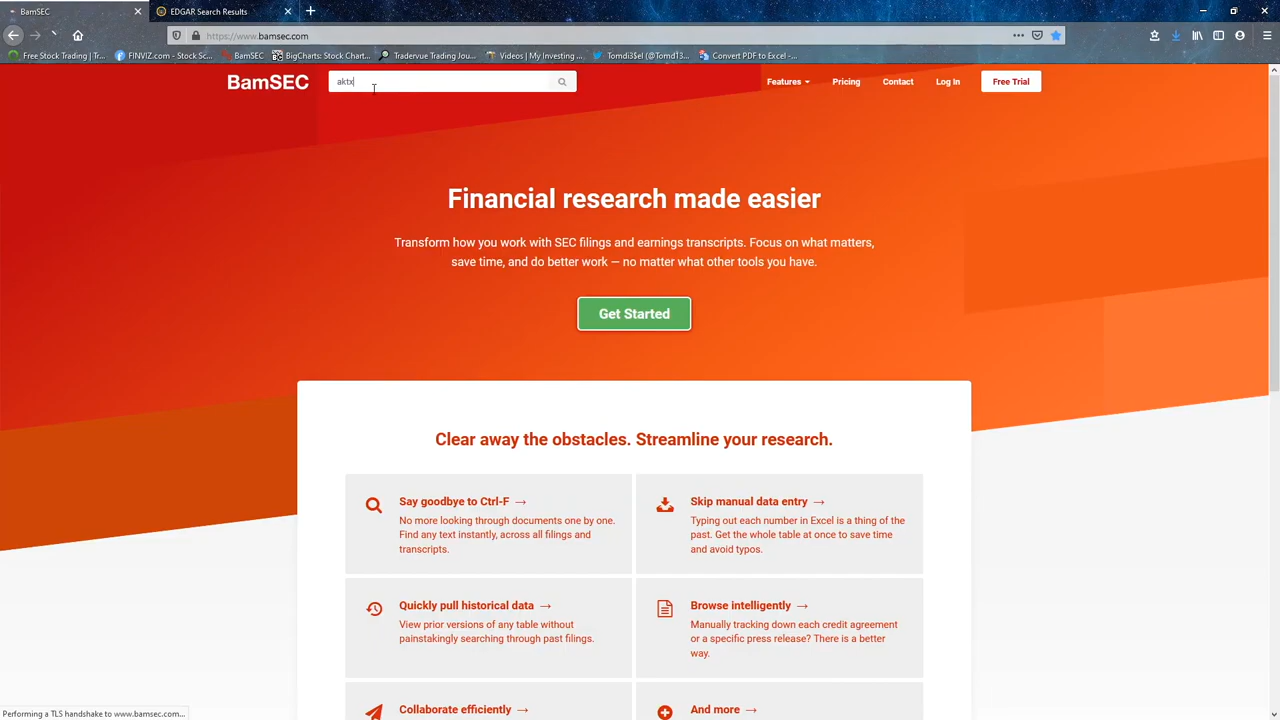 BamSEC
EDGAR Search Results
https://www.bamsec.com
Free Stock Trading | Tr...
FINVIZ.com - Stock Sc...
BamSEC
BigCharts: Stock Chart...
Tradervue Trading Jou...
Videos | My Investing ...
Tomdi3$el (@Tomd13...
Convert PDF to Excel -...
BamSEC
aktx
Features
Pricing
Contact
Log In
Free Trial
Financial research made easier
Transform how you work with SEC filings and earnings transcripts. Focus on what matters,
save time, and do better work — no matter what other tools you have.
Get Started
Clear away the obstacles. Streamline your research.
Say goodbye to Ctrl-F →
No more looking through documents one by one.
Find any text instantly, across all filings and
transcripts.
Skip manual data entry →
Typing out each number in Excel is a thing of the
past. Get the whole table at once to save time
and avoid typos.
Quickly pull historical data →
View prior versions of any table without
painstakingly searching through past filings.
Browse intelligently →
Manually tracking down each credit agreement
or a specific press release? There is a better
way.
Collaborate efficiently →
And more →
Performing a TLS handshake to www.bamsec.com...